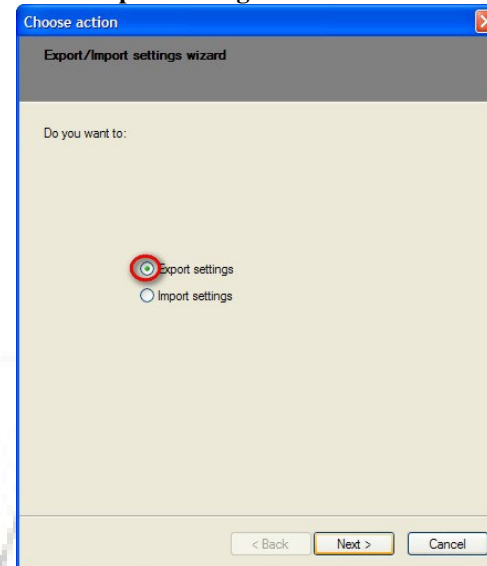 Choose action
Export/Import settings wizard
Do you want to:
Export settings
Import settings
< Back Next > Cancel